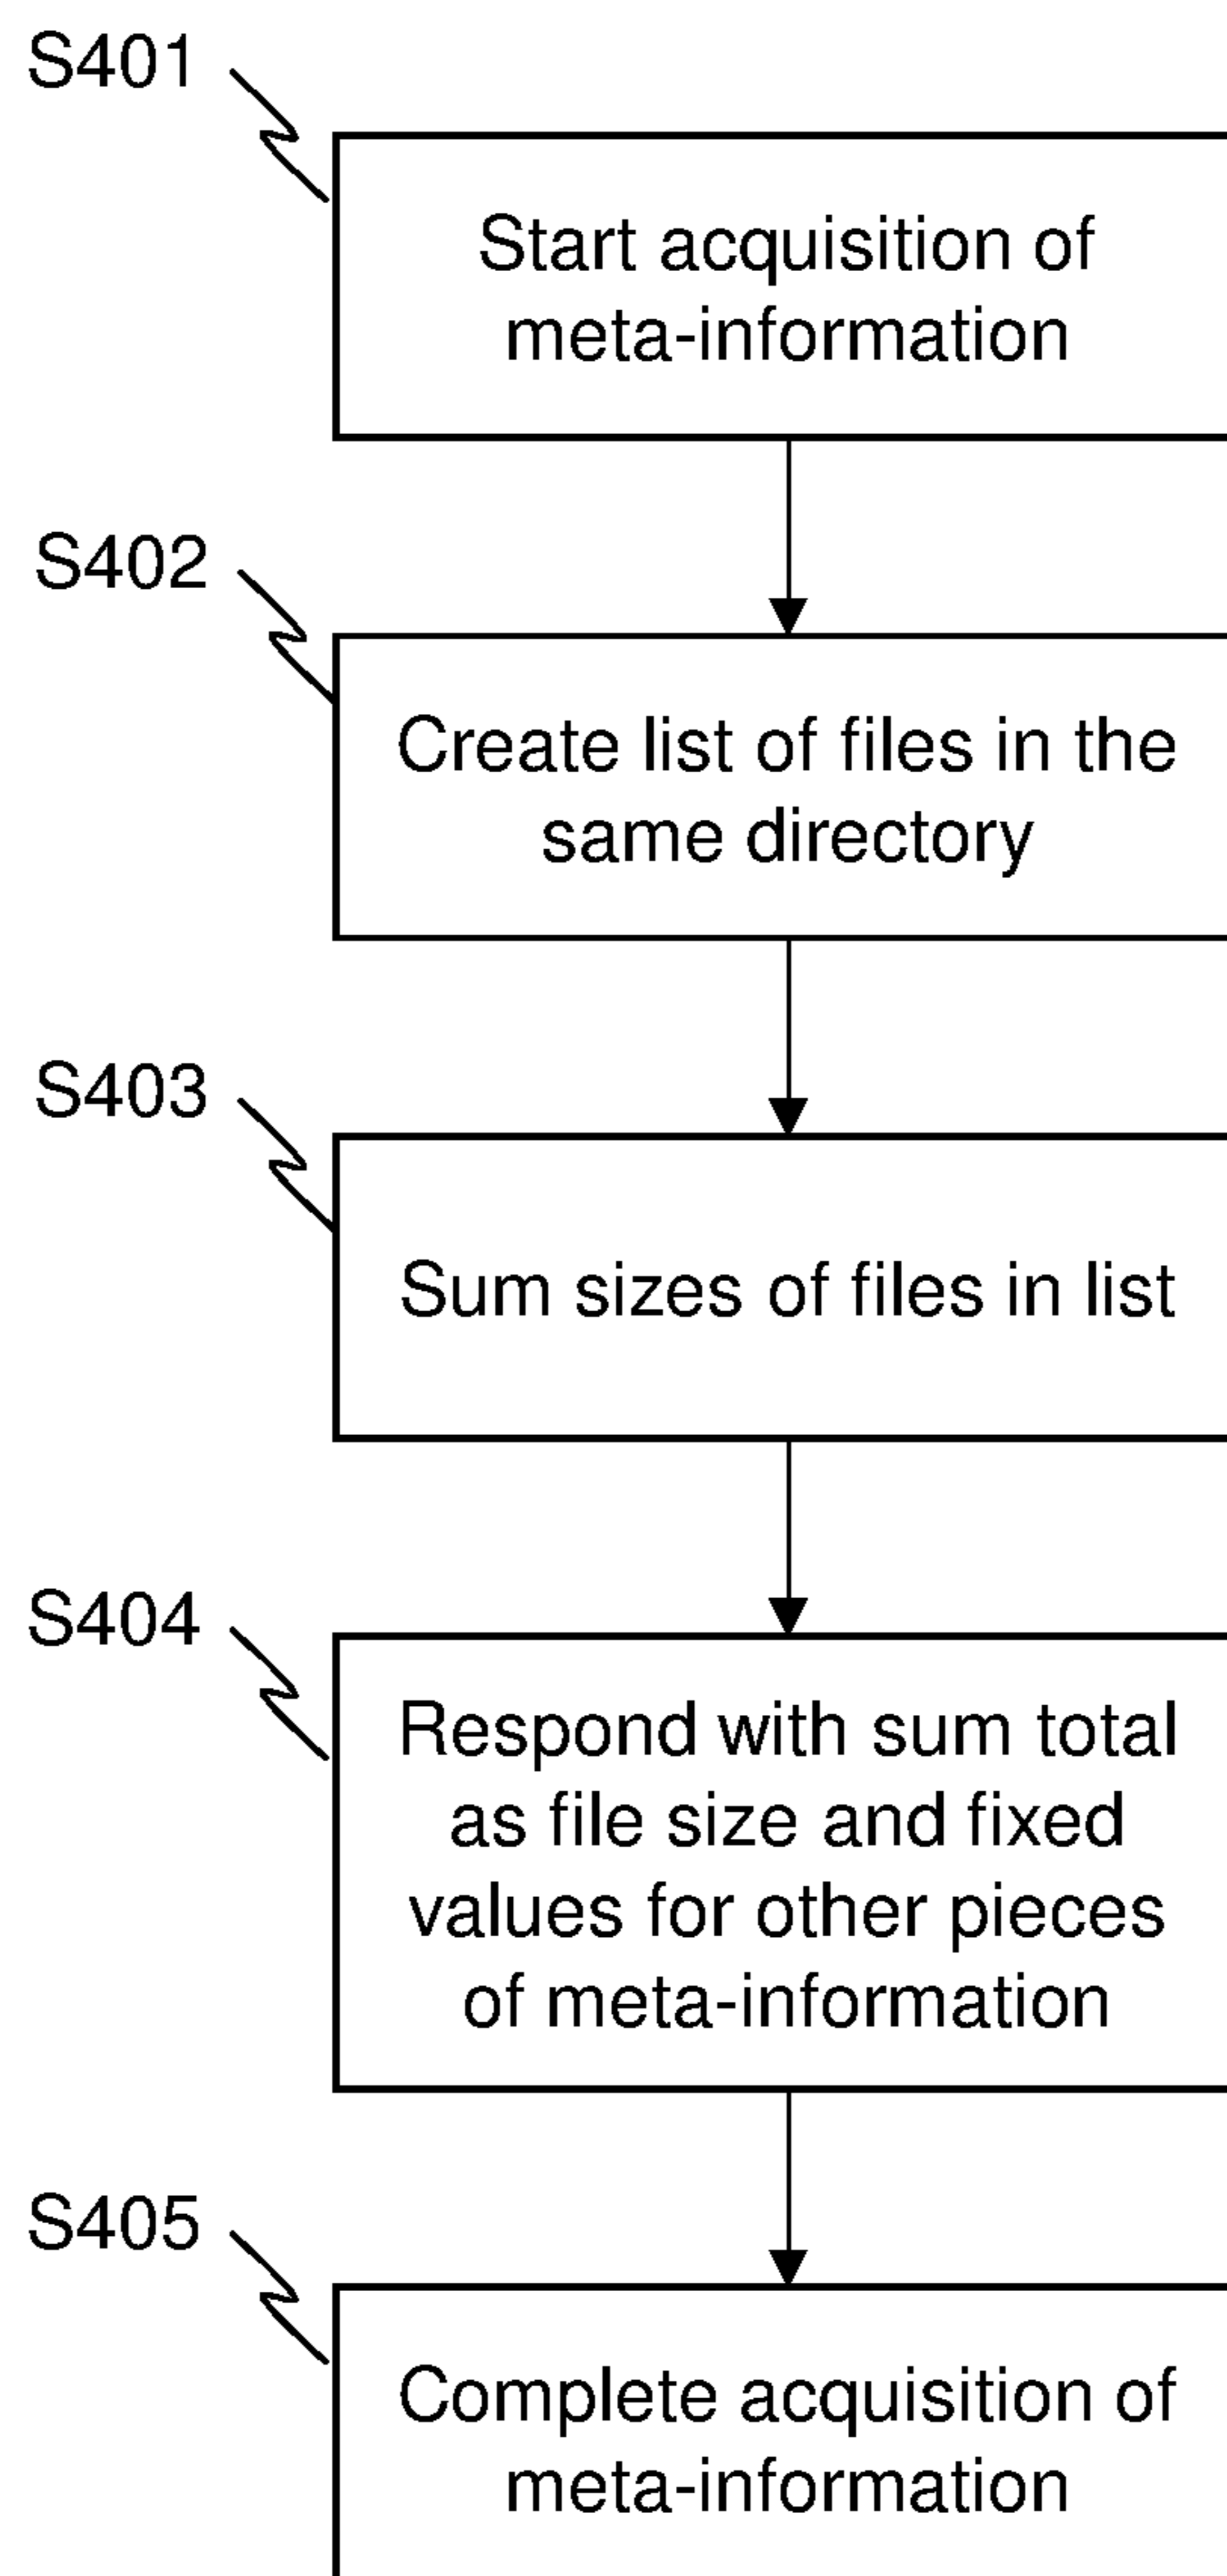 S401
Start acquisition of
meta-information
S402
Create list of files in the
same directory
S403
Sum sizes of files in list
S404
Respond with sum total
as file size and fixed
values for other pieces
of meta-information
S405
Complete acquisition of
meta-information